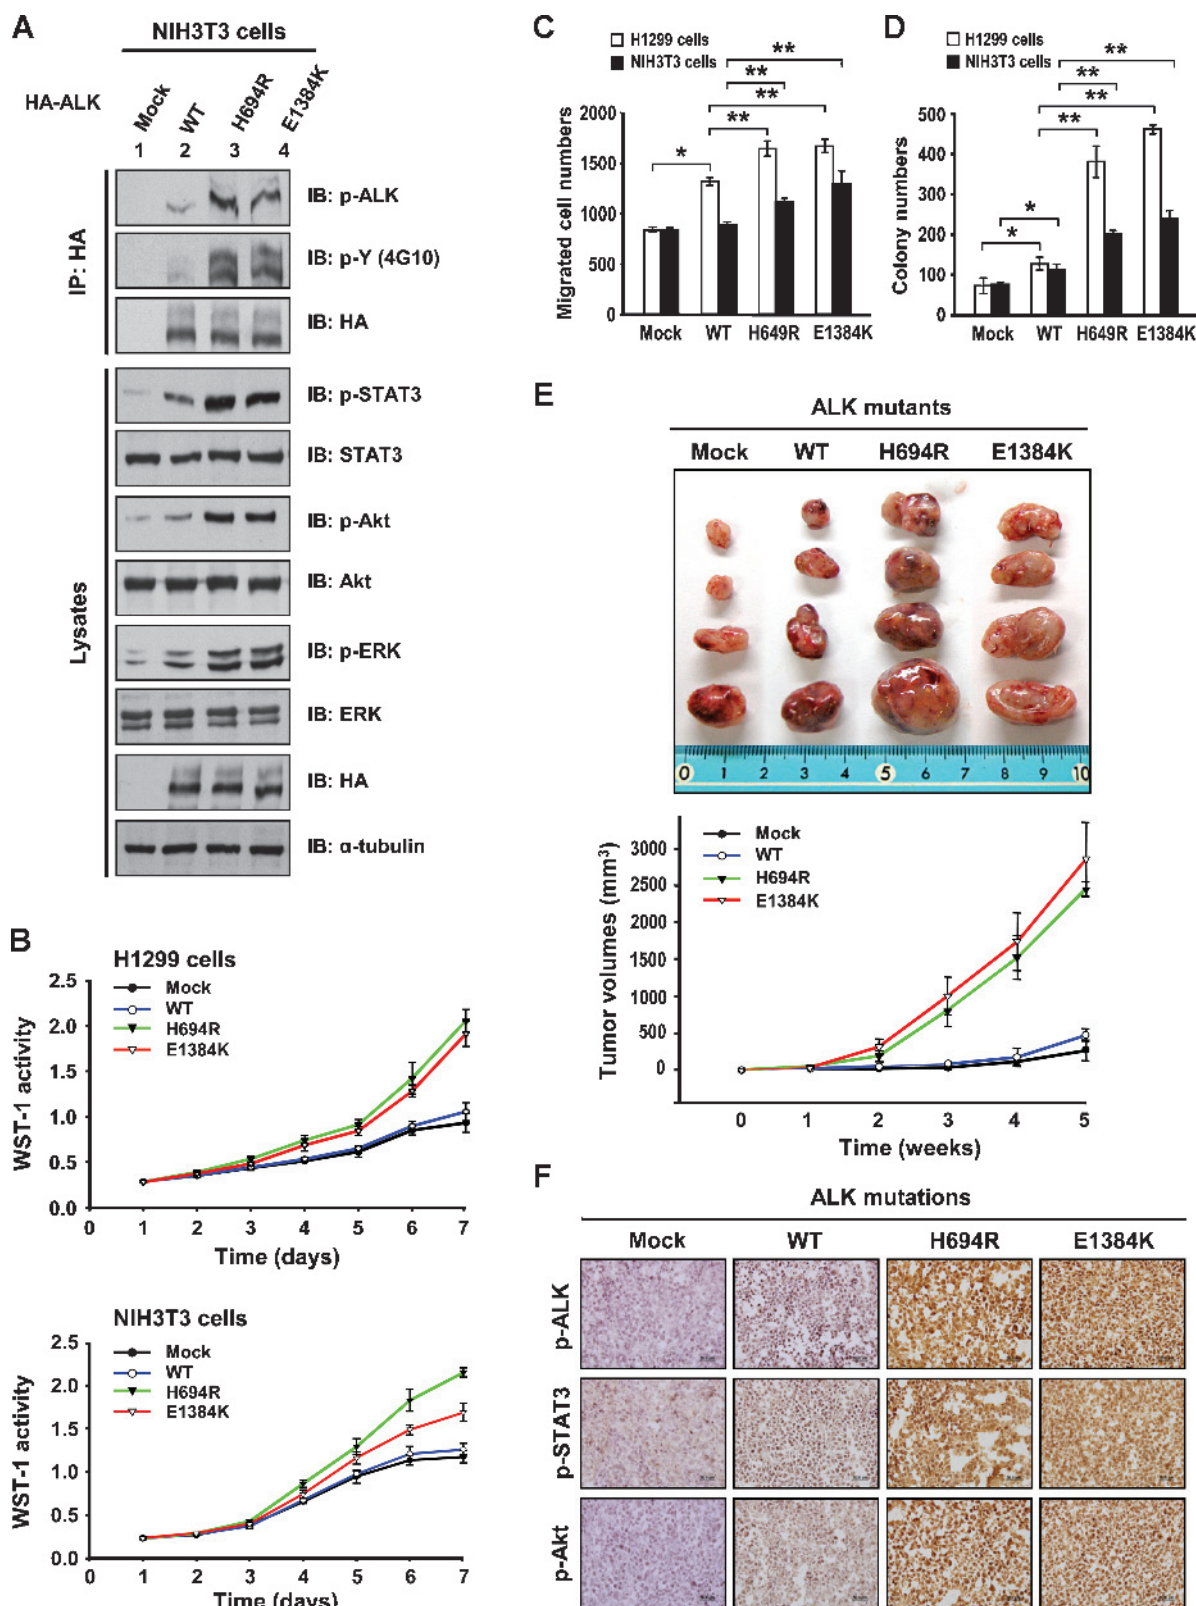 A
NIH3T3 cells
HA-ALK
Mock
WT
H694R
E1384K
1 2 3 4
IP: HA
IB: p-ALK
IB: p-Y (4G10)
IB: HA
Lysates
IB: p-STAT3
IB: STAT3
IB: p-Akt
IB: Akt
IB: p-ERK
IB: ERK
IB: HA
IB: α-tubulin
B
H1299 cells
Mock
WT
H694R
E1384K
WST-1 activity
2.5
2.0
1.5
1.0
0.5
0.0
0 1 2 3 4 5 6 7
Time (days)
NIH3T3 cells
Mock
WT
H694R
E1384K
WST-1 activity
2.5
2.0
1.5
1.0
0.5
0.0
0 1 2 3 4 5 6 7
Time (days)
C
H1299 cells
NIH3T3 cells
**
**
**
**
*
Migrated cell numbers
2000
1500
1000
500
0
Mock WT H649R E1384K
D
H1299 cells
NIH3T3 cells
**
**
**
**
*
*
Colony numbers
500
400
300
200
100
0
Mock WT H649R E1384K
E
ALK mutants
Mock WT H694R E1384K
0 1 2 3 4 5 6 7 8 9 10
Mock
WT
H694R
E1384K
Tumor volumes (mm³)
3000
2500
1500
1000
500
0
0 1 2 3 4 5
Time (weeks)
F
ALK mutations
Mock WT H694R E1384K
p-ALK
p-STAT3
p-Akt